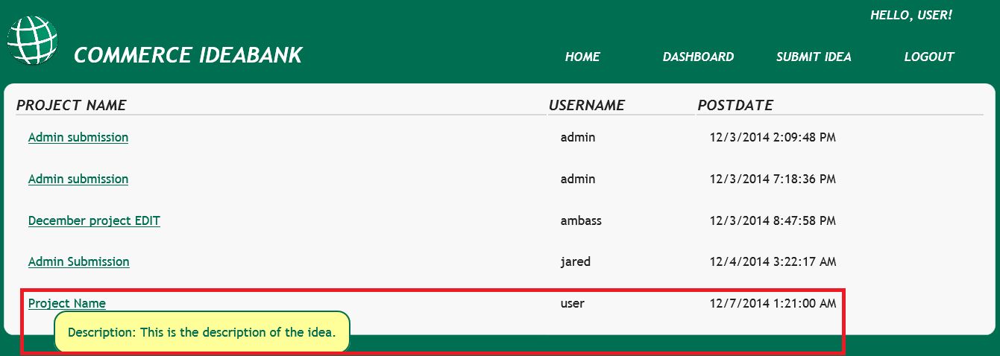 HELLO, USER!
COMMERCE IDEABANK
HOME DASHBOARD SUBMIT IDEA LOGOUT
PROJECT NAME USERNAME POSTDATE
Admin submission admin 12/3/2014 2:09:48 PM
Admin submission admin 12/3/2014 7:18:36 PM
December project EDIT ambass 12/3/2014 8:47:58 PM
Admin Submission jared 12/4/2014 3:22:17 AM
Project Name user 12/7/2014 1:21:00 AM
Description: This is the description of the idea.